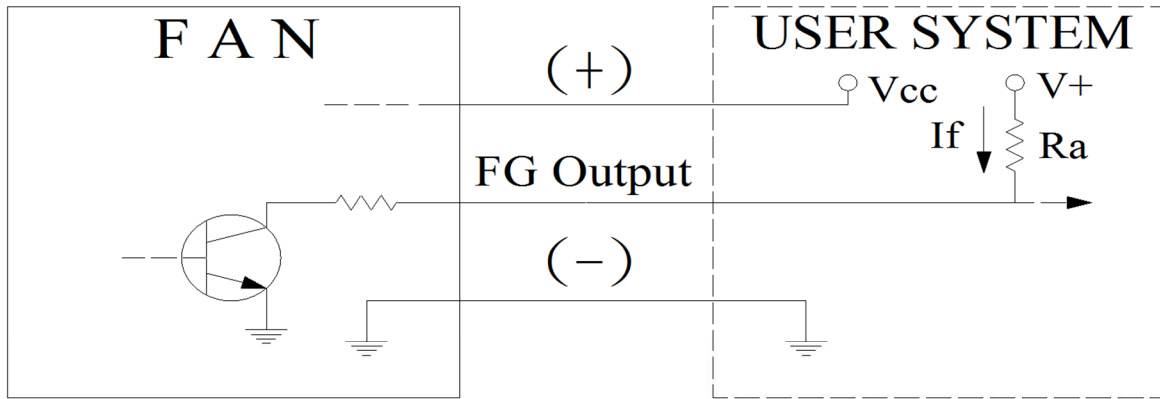 F A N
USER SYSTEM
(+)
Vcc
V+
If
Ra
FG Output
(-)